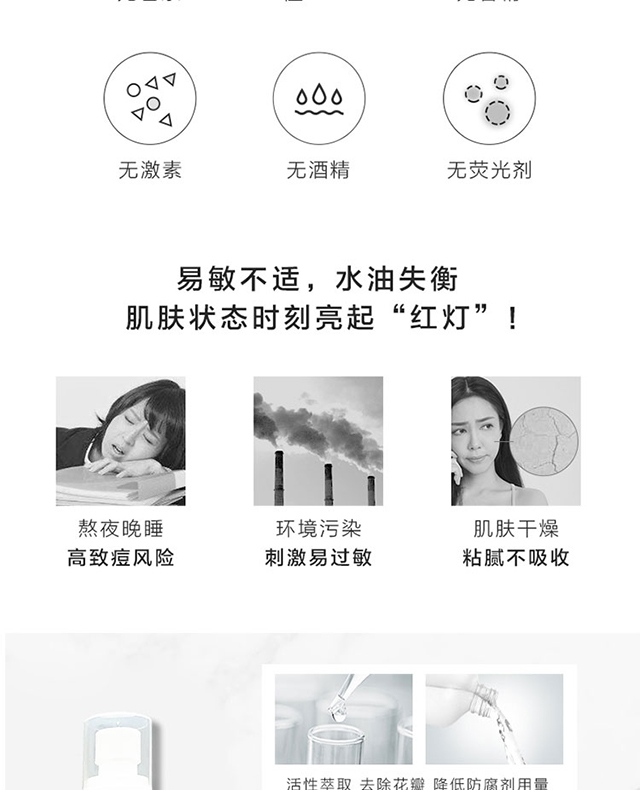 无激素 无酒精 无荧光剂
易敏不适，水油失衡
肌肤状态时刻亮起“红灯”！
熬夜晚睡 环境污染 肌肤干燥
高致痘风险 刺激易过敏 粘腻不吸收
活性萃取 去除花瓣 降低防腐剂用量